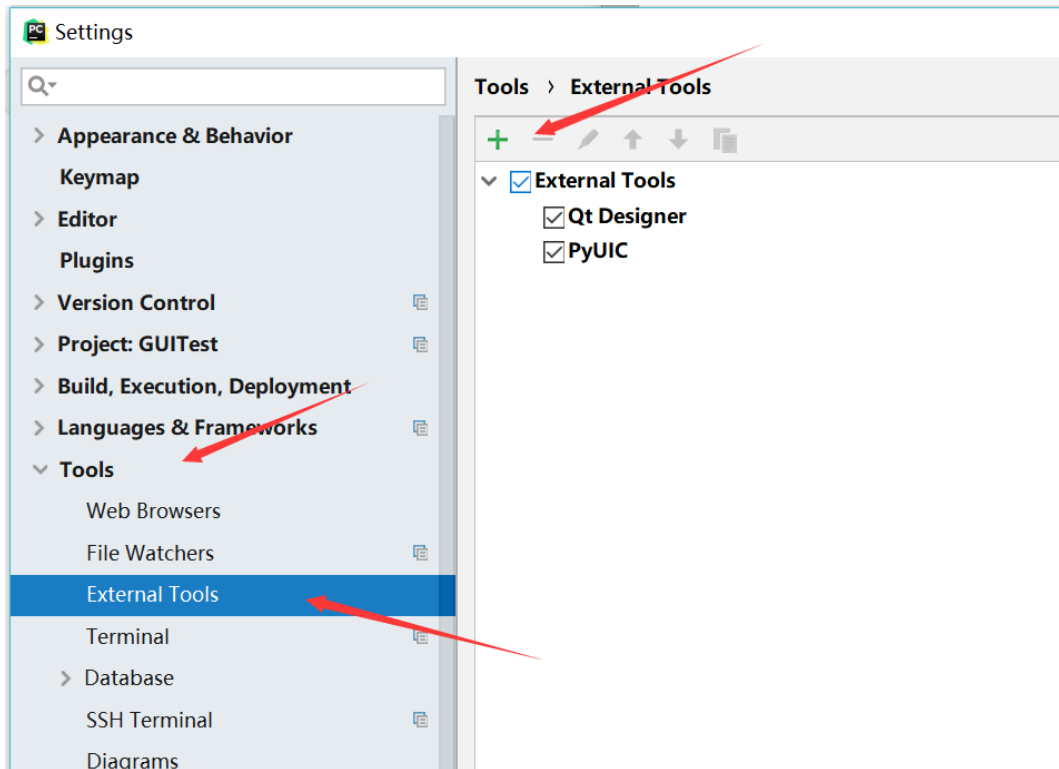 Settings
Tools › External Tools
Appearance & Behavior
Keymap
Editor
Plugins
Version Control
Project: GUITest
Build, Execution, Deployment
Languages & Frameworks
Tools
Web Browsers
File Watchers
External Tools
Terminal
Database
SSH Terminal
Diagrams
External Tools
Qt Designer
PyUIC